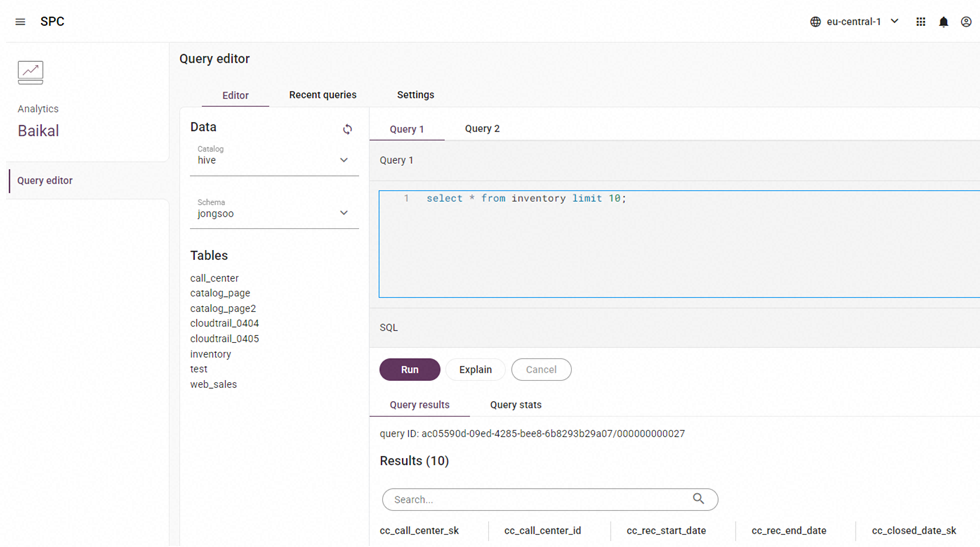 SPC
eu-central-1
Analytics
Baikal
Query editor
Query editor
Editor
Recent queries
Settings
Data
Catalog
hive
Schema
jongsoo
Tables
call_center
catalog_page
catalog_page2
cloudtrail_0404
cloudtrail_0405
inventory
test
web_sales
Query 1
Query 2
Query 1
1 select * from inventory limit 10;
SQL
Run
Explain
Cancel
Query results
Query stats
query ID: ac05590d-09ed-4285-bee8-6b8293b29a07/000000000027
Results (10)
Search...
cc_call_center_sk cc_call_center_id cc_rec_start_date cc_rec_end_date cc_closed_date_sk